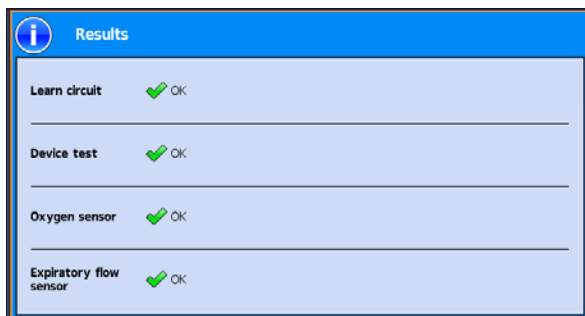 Results
Learn circuit OK
Device test OK
Oxygen sensor OK
Expiratory flow
sensor OK